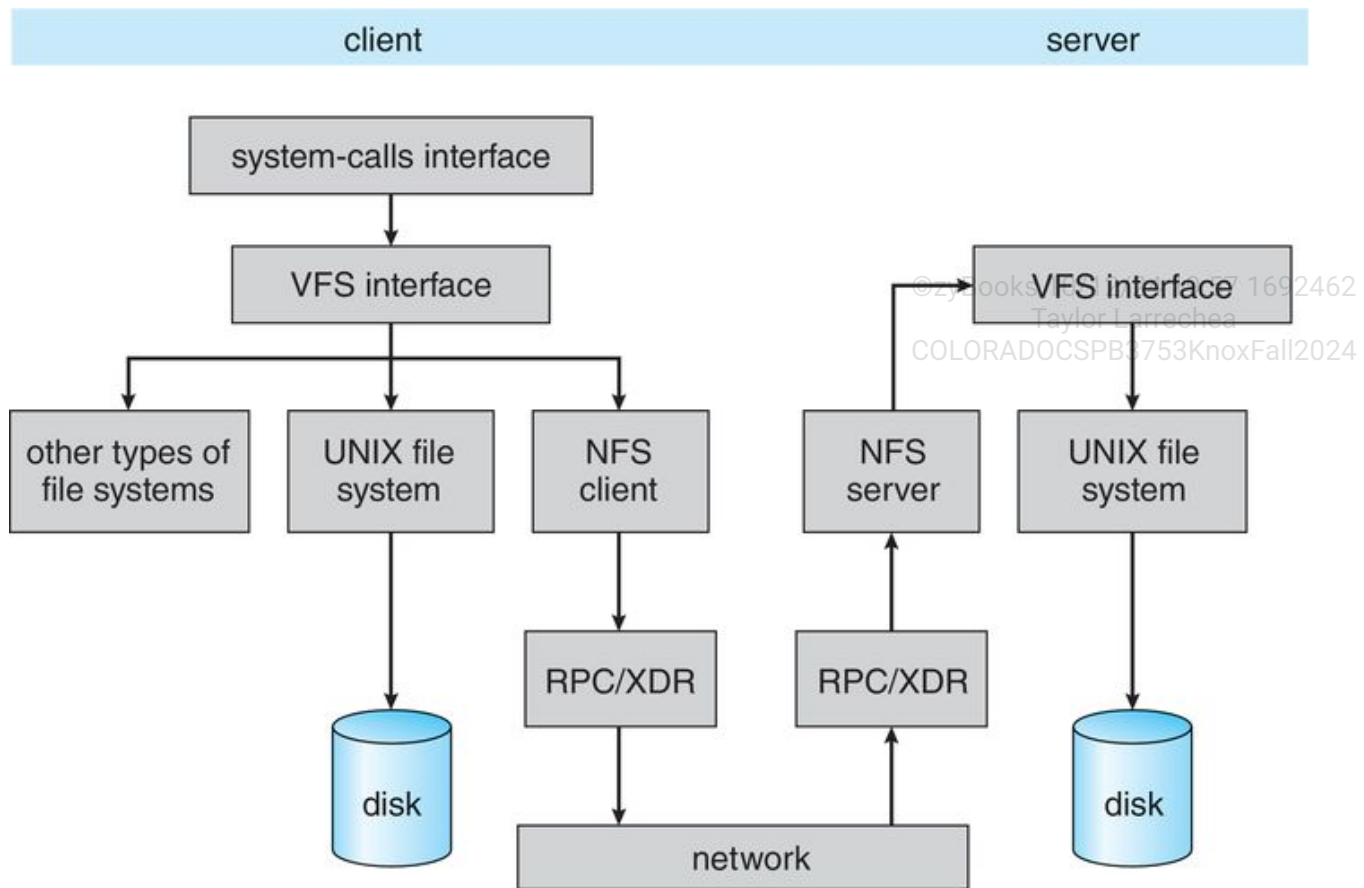 client
server
system-calls interface
VFS interface
VFS interface
Taylor Larrechea
COLORADOCSPB3753KnoxFall2024
other types of
file systems
UNIX file
system
NFS
client
NFS
server
UNIX file
system
RPC/XDR
RPC/XDR
disk
disk
network